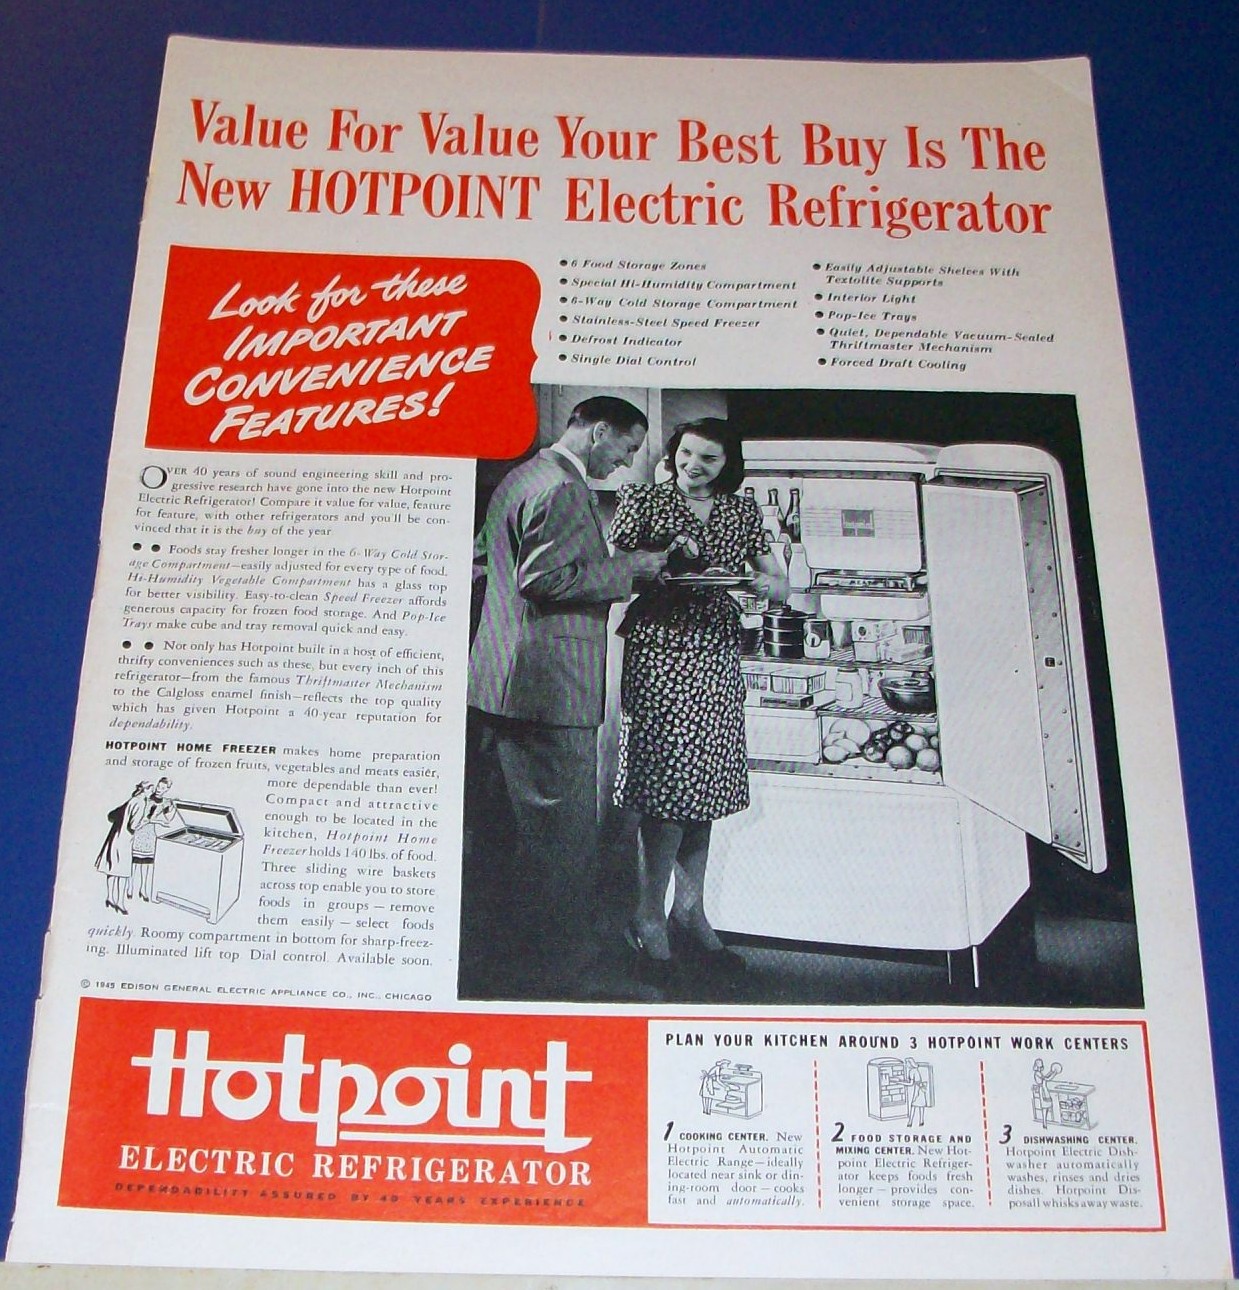 Value For Value Your Best Buy Is The
New HOTPOINT Electric Refrigerator
Look for these
IMPORTANT
CONVENIENCE
FEATURES!
● 6 Food Storage Zones
● Special Hi-Humidity Compartment
● 6-Way Cold Storage Compartment
● Stainless-Steel Speed Freezer
● Defrost Indicator
● Single Dial Control
● Easily Adjustable Shelves With
Textolite Supports
● Interior Light
● Pop-Ice Trays
● Quiet, Dependable Vacuum-Sealed
Thriftmaster Mechanism
● Forced Draft Cooling
OVER 40 years of sound engineering skill and pro-
gressive research have gone into the new Hotpoint
Electric Refrigerator! Compare it value for value, feature
for feature, with other refrigerators and you'll be con-
vinced that it is the buy of the year.
● ● Foods stay fresher longer in the 6-Way Cold Stor-
age Compartment—easily adjusted for every type of food.
Hi-Humidity Vegetable Compartment has a glass top
for better visibility. Easy-to-clean Speed Freezer affords
generous capacity for frozen food storage. And Pop-Ice
Trays make cube and tray removal quick and easy.
● ● Not only has Hotpoint built in a host of efficient,
thrifty conveniences such as these, but every inch of this
refrigerator—from the famous Thriftmaster Mechanism
to the Calgloss enamel finish—reflects the top quality
which has given Hotpoint a 40-year reputation for
dependability.
HOTPOINT HOME FREEZER makes home preparation
and storage of frozen fruits, vegetables and meats easier,
more dependable than ever!
Compact and attractive
enough to be located in the
kitchen, Hotpoint Home
Freezer holds 140 lbs. of food.
Three sliding wire baskets
across top enable you to store
foods in groups — remove
them easily — select foods
quickly. Roomy compartment in bottom for sharp-freez-
ing. Illuminated lift top. Dial control. Available soon.
© 1945 EDISON GENERAL ELECTRIC APPLIANCE CO., INC., CHICAGO
Hotpoint
ELECTRIC REFRIGERATOR
DEPENDABILITY ASSURED BY 40 YEARS EXPERIENCE
PLAN YOUR KITCHEN AROUND 3 HOTPOINT WORK CENTERS
1 COOKING CENTER. New
Hotpoint Automatic
Electric Range—ideally
located near sink or din-
ing-room door — cooks
fast and automatically.
2 FOOD STORAGE AND
MIXING CENTER. New Hot-
point Electric Refriger-
ator keeps foods fresh
longer — provides con-
venient storage space.
3 DISHWASHING CENTER.
Hotpoint Electric Dish-
washer automatically
washes, rinses and dries
dishes. Hotpoint Dis-
posall whisks away waste.